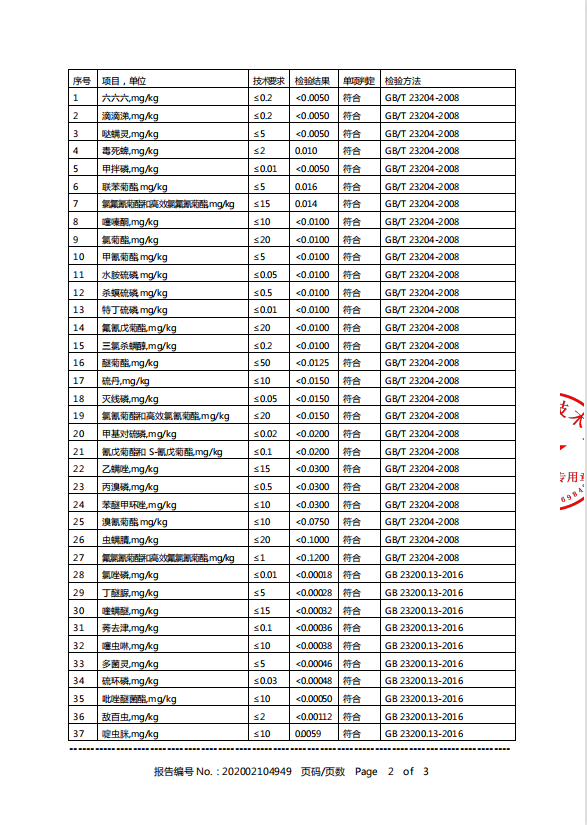 序号 项目，单位 技术要求 检验结果 单项判定 检验方法
1 六六六,mg/kg ≤0.2 <0.0050 符合 GB/T 23204-2008
2 滴滴涕,mg/kg ≤0.2 <0.0050 符合 GB/T 23204-2008
3 哒螨灵,mg/kg ≤5 <0.0050 符合 GB/T 23204-2008
4 毒死蜱,mg/kg ≤2 0.010 符合 GB/T 23204-2008
5 甲拌磷,mg/kg ≤0.01 <0.0050 符合 GB/T 23204-2008
6 联苯菊酯,mg/kg ≤5 0.016 符合 GB/T 23204-2008
7 氯氟氰菊酯和高效氯氟氰菊酯,mg/kg ≤15 0.014 符合 GB/T 23204-2008
8 噻嗪酮,mg/kg ≤10 <0.0100 符合 GB/T 23204-2008
9 氯菊酯,mg/kg ≤20 <0.0100 符合 GB/T 23204-2008
10 甲氰菊酯,mg/kg ≤5 <0.0100 符合 GB/T 23204-2008
11 水胺硫磷,mg/kg ≤0.05 <0.0100 符合 GB/T 23204-2008
12 杀螟硫磷,mg/kg ≤0.5 <0.0100 符合 GB/T 23204-2008
13 特丁硫磷,mg/kg ≤0.01 <0.0100 符合 GB/T 23204-2008
14 氟氰戊菊酯,mg/kg ≤20 <0.0100 符合 GB/T 23204-2008
15 三氯杀螨醇,mg/kg ≤0.2 <0.0100 符合 GB/T 23204-2008
16 醚菊酯,mg/kg ≤50 <0.0125 符合 GB/T 23204-2008
17 硫丹,mg/kg ≤10 <0.0150 符合 GB/T 23204-2008
18 灭线磷,mg/kg ≤0.05 <0.0150 符合 GB/T 23204-2008
19 氯氰菊酯和高效氯氰菊酯,mg/kg ≤20 <0.0150 符合 GB/T 23204-2008
20 甲基对硫磷,mg/kg ≤0.02 <0.0200 符合 GB/T 23204-2008
21 氰戊菊酯和 S-氰戊菊酯,mg/kg ≤0.1 <0.0200 符合 GB/T 23204-2008
22 乙螨唑,mg/kg ≤15 <0.0300 符合 GB/T 23204-2008
23 丙溴磷,mg/kg ≤0.5 <0.0300 符合 GB/T 23204-2008
24 苯醚甲环唑,mg/kg ≤10 <0.0300 符合 GB/T 23204-2008
25 溴氰菊酯,mg/kg ≤10 <0.0750 符合 GB/T 23204-2008
26 虫螨腈,mg/kg ≤20 <0.1000 符合 GB/T 23204-2008
27 氟氯氰菊酯和高效氟氯氰菊酯,mg/kg ≤1 <0.1200 符合 GB/T 23204-2008
28 氯唑磷,mg/kg ≤0.01 <0.00018 符合 GB 23200.13-2016
29 丁醚脲,mg/kg ≤5 <0.00028 符合 GB 23200.13-2016
30 喹螨醚,mg/kg ≤15 <0.00032 符合 GB 23200.13-2016
31 莠去津,mg/kg ≤0.1 <0.00036 符合 GB 23200.13-2016
32 噻虫啉,mg/kg ≤10 <0.00038 符合 GB 23200.13-2016
33 多菌灵,mg/kg ≤5 <0.00046 符合 GB 23200.13-2016
34 硫环磷,mg/kg ≤0.03 <0.00048 符合 GB 23200.13-2016
35 吡唑醚菌酯,mg/kg ≤10 <0.00050 符合 GB 23200.13-2016
36 敌百虫,mg/kg ≤2 <0.00112 符合 GB 23200.13-2016
37 啶虫脒,mg/kg ≤10 0.0059 符合 GB 23200.13-2016
报告编号 No.：202002104949 页码/页数 Page 2 of 3
技术
专用章